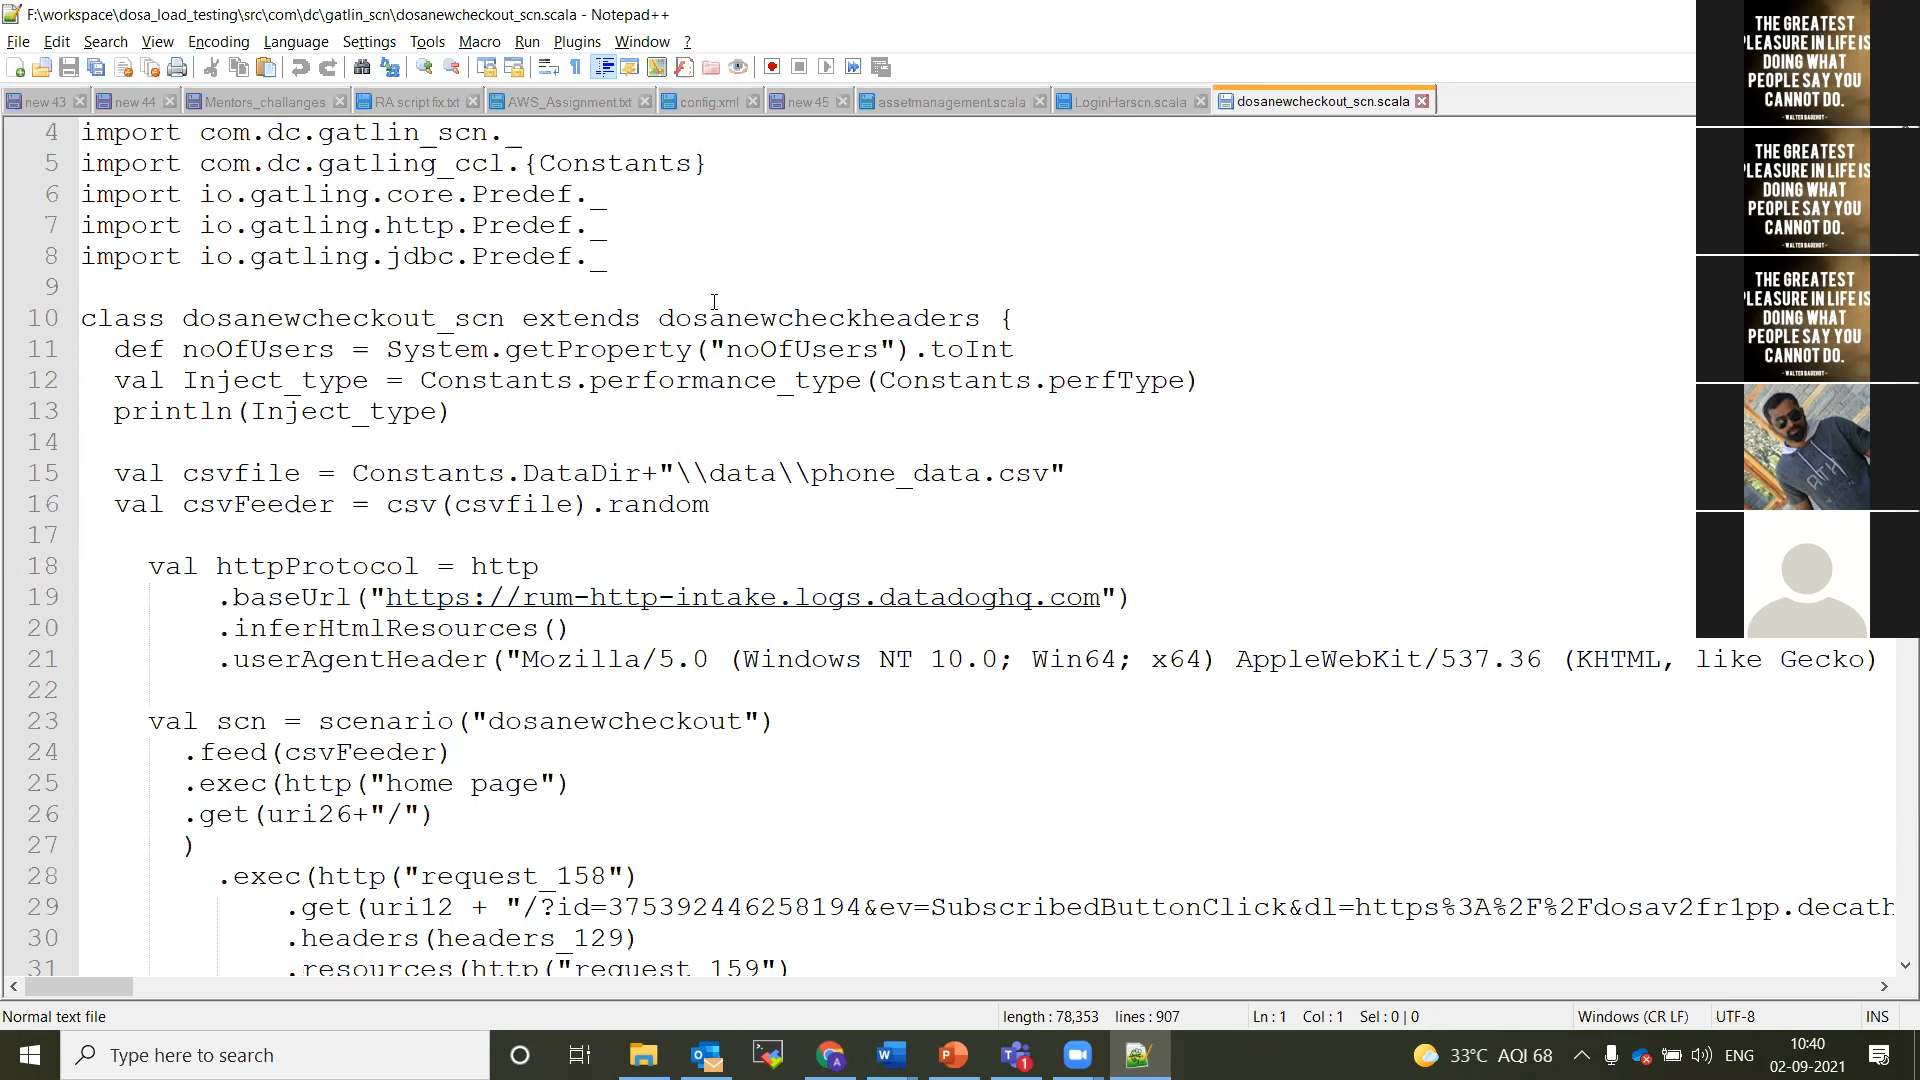 F:\workspace\dosa_load_testing\src\com\dc\gatlin_scn\dosanewcheckout_scn.scala - Notepad++
File Edit Search View Encoding Language Settings Tools Macro Run Plugins Window ?
new 43 new 44 Mentors_challanges RA script fix.txt AWS_Assignment.txt config.xml new 45 assetmanagement.scala LoginHarscn.scala dosanewcheckout_scn.scala
4 import com.dc.gatlin_scn._
5 import com.dc.gatling_ccl.{Constants}
6 import io.gatling.core.Predef._
7 import io.gatling.http.Predef._
8 import io.gatling.jdbc.Predef._
9
10 class dosanewcheckout_scn extends dosanewcheckheaders {
11 def noOfUsers = System.getProperty("noOfUsers").toInt
12 val Inject_type = Constants.performance_type(Constants.perfType)
13 println(Inject_type)
14
15 val csvfile = Constants.DataDir+"\\data\\phone_data.csv"
16 val csvFeeder = csv(csvfile).random
17
18 val httpProtocol = http
19 .baseUrl("https://rum-http-intake.logs.datadoghq.com")
20 .inferHtmlResources()
21 .userAgentHeader("Mozilla/5.0 (Windows NT 10.0; Win64; x64) AppleWebKit/537.36 (KHTML, like Gecko)
22
23 val scn = scenario("dosanewcheckout")
24 .feed(csvFeeder)
25 .exec(http("home page")
26 .get(uri26+"/")
27 )
28 .exec(http("request_158")
29 .get(uri12 + "/?id=375392446258194&ev=SubscribedButtonClick&dl=https%3A%2F%2Fdosav2fr1pp.decath
30 .headers(headers_129)
31 .resources(http("request_159")
Normal text file length : 78,353 lines : 907 Ln : 1 Col : 1 Sel : 0 | 0 Windows (CR LF) UTF-8 INS
Type here to search
33°C AQI 68 ENG
10:40
02-09-2021
THE GREATEST
PLEASURE IN LIFE IS
DOING WHAT
PEOPLE SAY YOU
CANNOT DO.
- WALTER BAGEHOT -
THE GREATEST
PLEASURE IN LIFE IS
DOING WHAT
PEOPLE SAY YOU
CANNOT DO.
- WALTER BAGEHOT -
THE GREATEST
PLEASURE IN LIFE IS
DOING WHAT
PEOPLE SAY YOU
CANNOT DO.
- WALTER BAGEHOT -